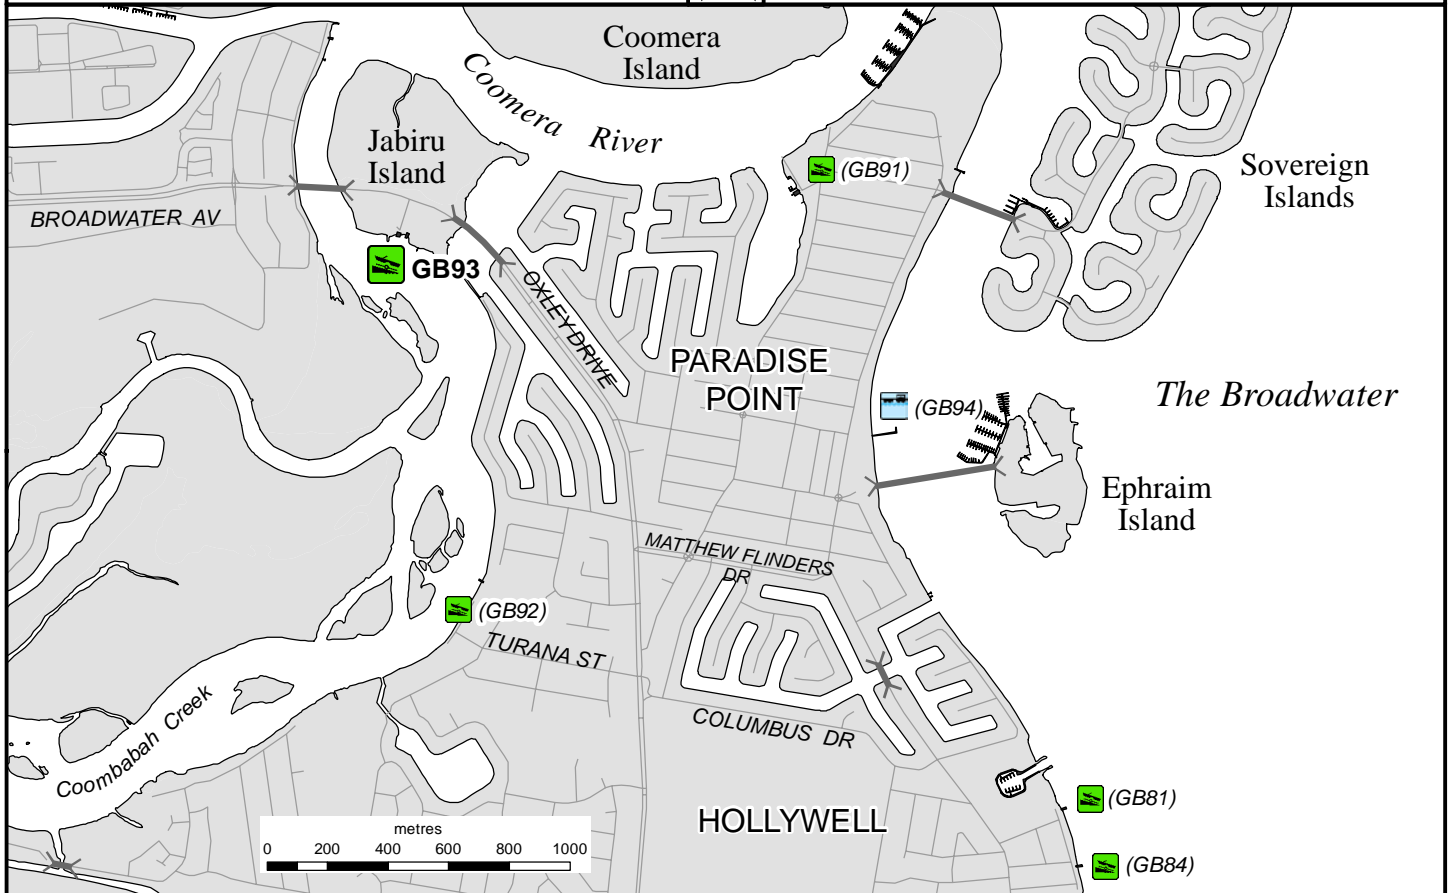 Coomera
Island
Coomera River
Jabiru
Island
(GB91)
Sovereign
Islands
BROADWATER AV
GB93
OXLEY DRIVE
PARADISE
POINT
The Broadwater
(GB94)
Ephraim
Island
MATTHEW FLINDERS
DR
(GB92)
TURANA ST
COLUMBUS DR
Coombabah Creek
(GB81)
HOLLYWELL
metres
0 200 400 600 800 1000
(GB84)